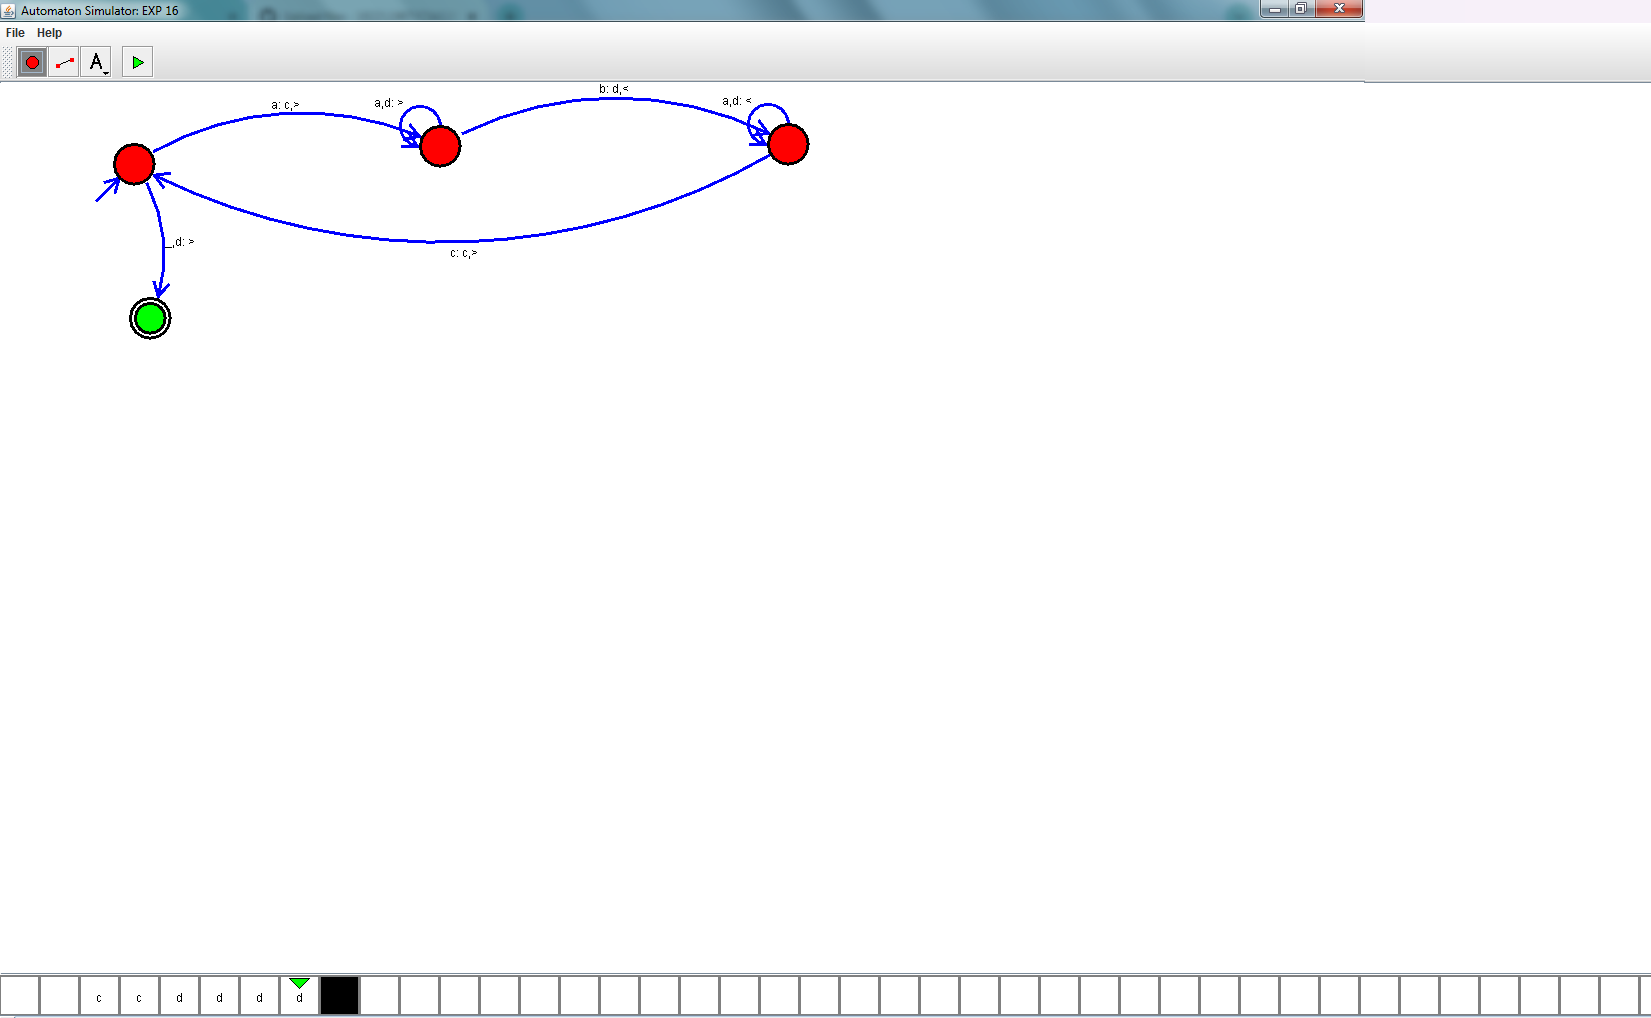 Automaton Simulator: EXP 16
File Help
A
b: d,<
a: c,>
a,d: >
a,d: <
_,d: >
c: c,>
c c d d d d